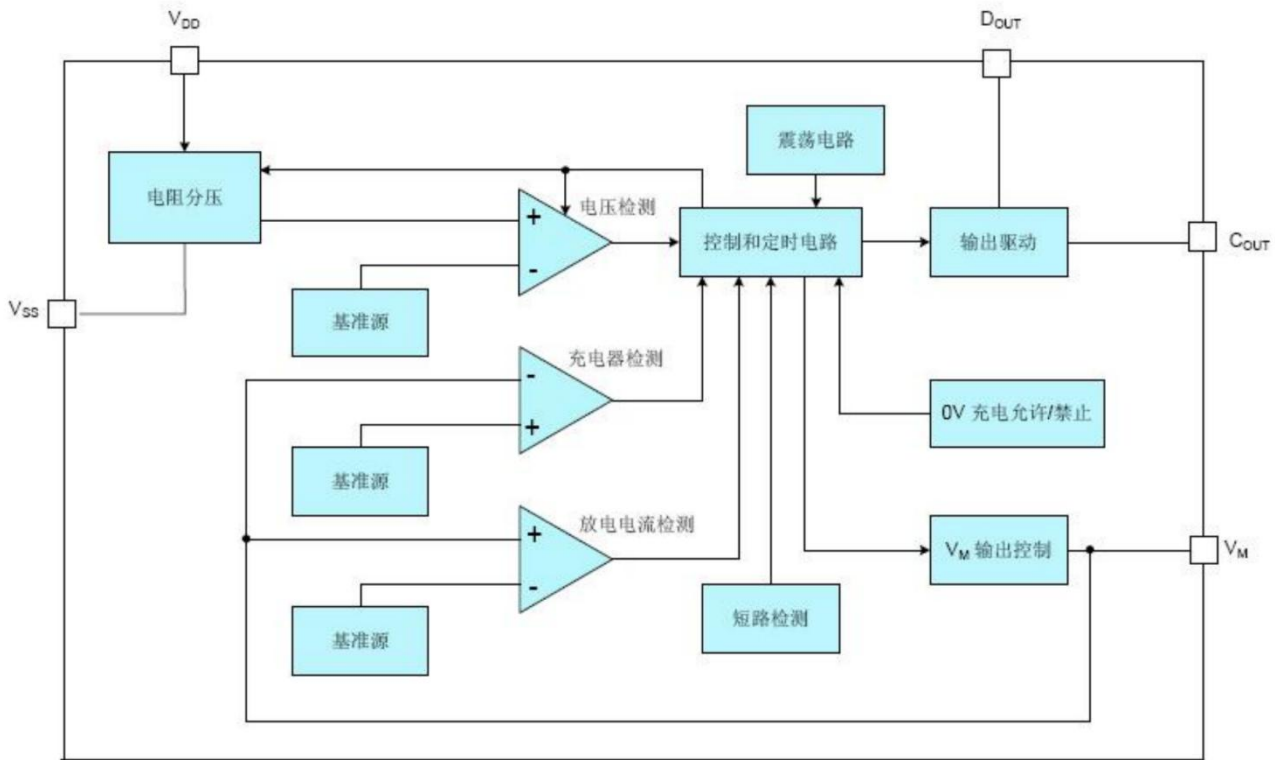 VDD
DOUT
震荡电路
电阻分压
电压检测
+
-
控制和定时电路
输出驱动
COUT
VSS
基准源
充电器检测
-
+
0V 充电允许/禁止
基准源
放电电流检测
+
-
VM 输出控制
VM
基准源
短路检测